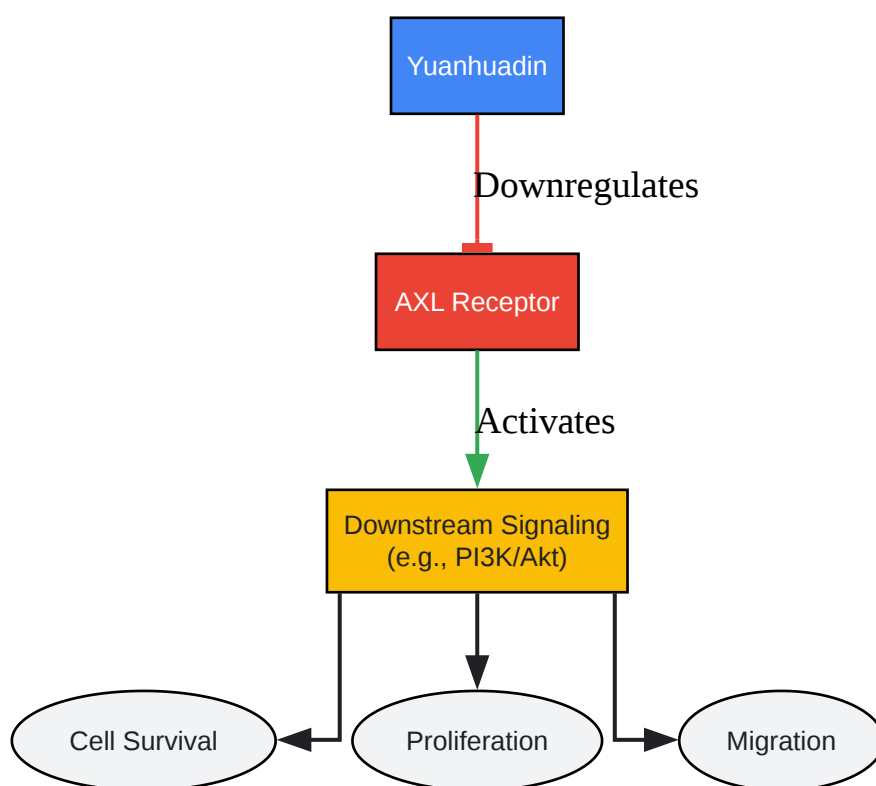 Yuanhuadin
Downregulates
AXL Receptor
Activates
Downstream Signaling
(e.g., PI3K/Akt)
Cell Survival
Proliferation
Migration